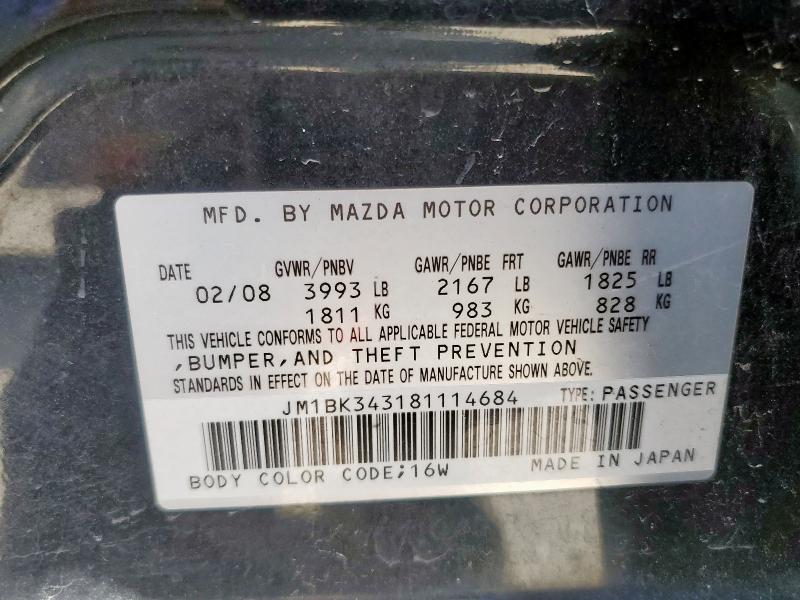 MFD. BY MAZDA MOTOR CORPORATION
DATE GVWR/PNBV GAWR/PNBE FRT GAWR/PNBE RR
02/08 3993 LB 2167 LB 1825 LB
1811 KG 983 KG 828 KG
THIS VEHICLE CONFORMS TO ALL APPLICABLE FEDERAL MOTOR VEHICLE SAFETY
,BUMPER,AND THEFT PREVENTION
STANDARDS IN EFFECT ON THE DATE OF MANUFACTURE SHOWN ABOVE.
JM1BK343181114684 TYPE: PASSENGER
BODY COLOR CODE;16W MADE IN JAPAN